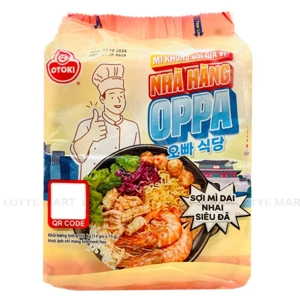 OTOKI
MÌ KHÔNG
NHÀ HÀNG
OPPA
오빠 식당
LOTTE MART
SỢI MÌ DAI
NHAI
SIÊU ĐÃ
QR CODE